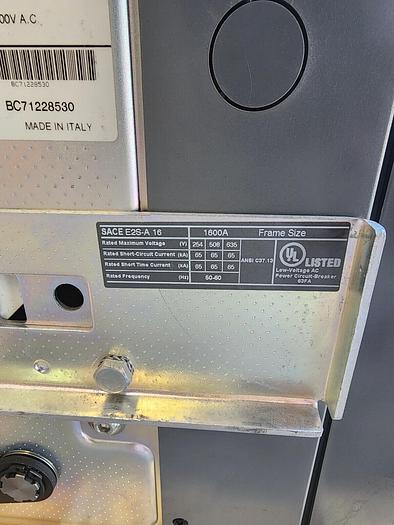 00V A.C.
BC71228530
BC71228530
MADE IN ITALY
SACE E2S-A 16 1600A Frame Size
Rated Maximum Voltage (V) 254 508 635
Rated Short-Circuit Current (kA) 65 65 65
Rated Short Time Current (kA) 65 65 65
Rated Frequency (Hz) 50-60
ANSI C37.13
UL LISTED
Low-Voltage AC
Power Circuit-Breaker
63FA